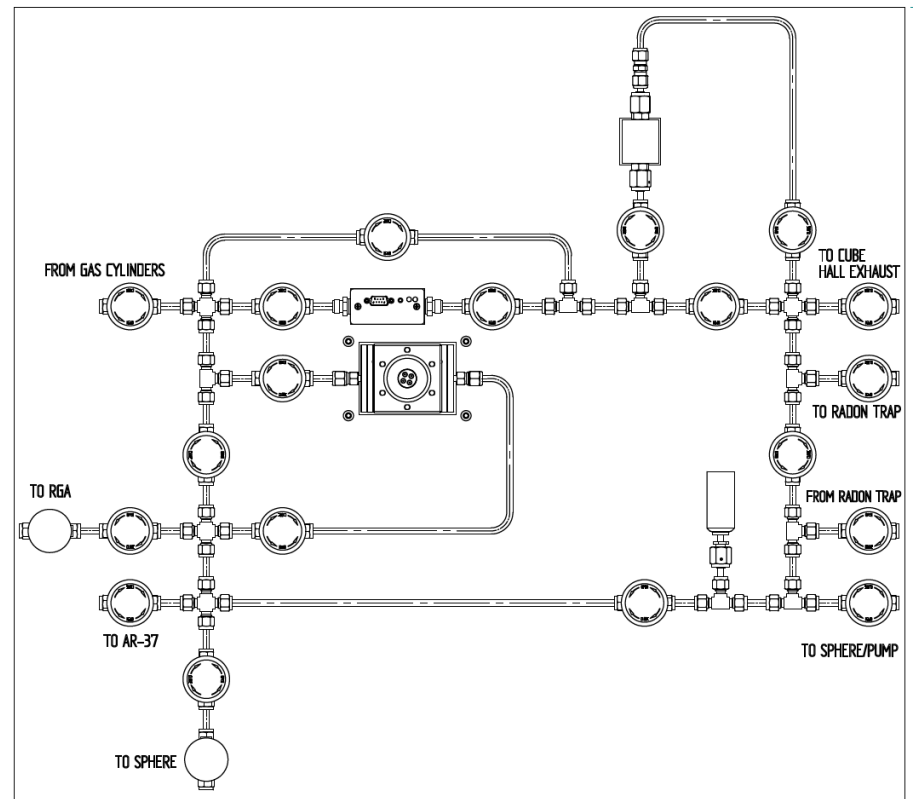 TO CUBE
HALL EXHAUST
FROM GAS CYLINDERS
TO RADON TRAP
TO RGA
FROM RADON TRAP
TO AR-37
TO SPHERE/PUMP
TO SPHERE